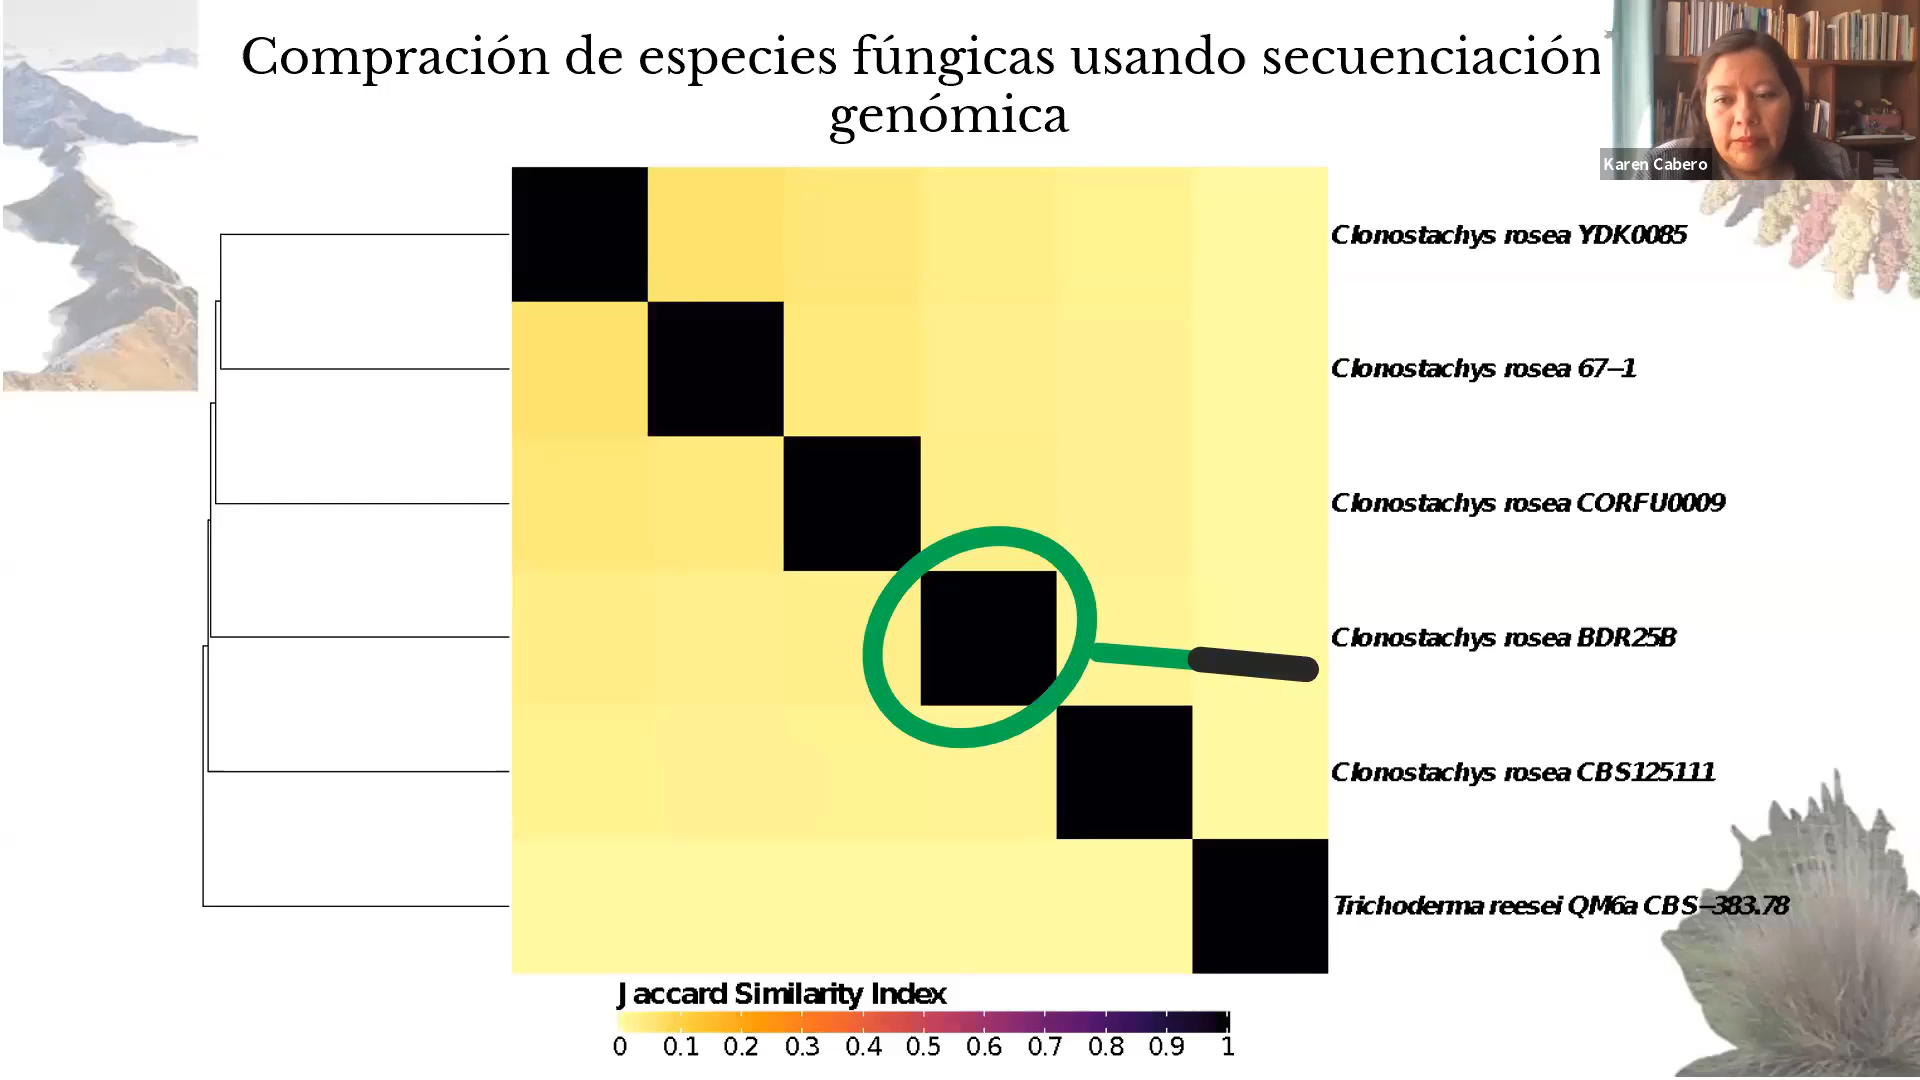 Compración de especies fúngicas usando secuenciación
genómica
Karen Cabero
Clonostachys rosea YDK0085
Clonostachys rosea 67–1
Clonostachys rosea CORFU0009
Clonostachys rosea BDR25B
Clonostachys rosea CBS125111
Trichoderma reesei QM6a CBS–383.78
Jaccard Similarity Index
0 0.1 0.2 0.3 0.4 0.5 0.6 0.7 0.8 0.9 1